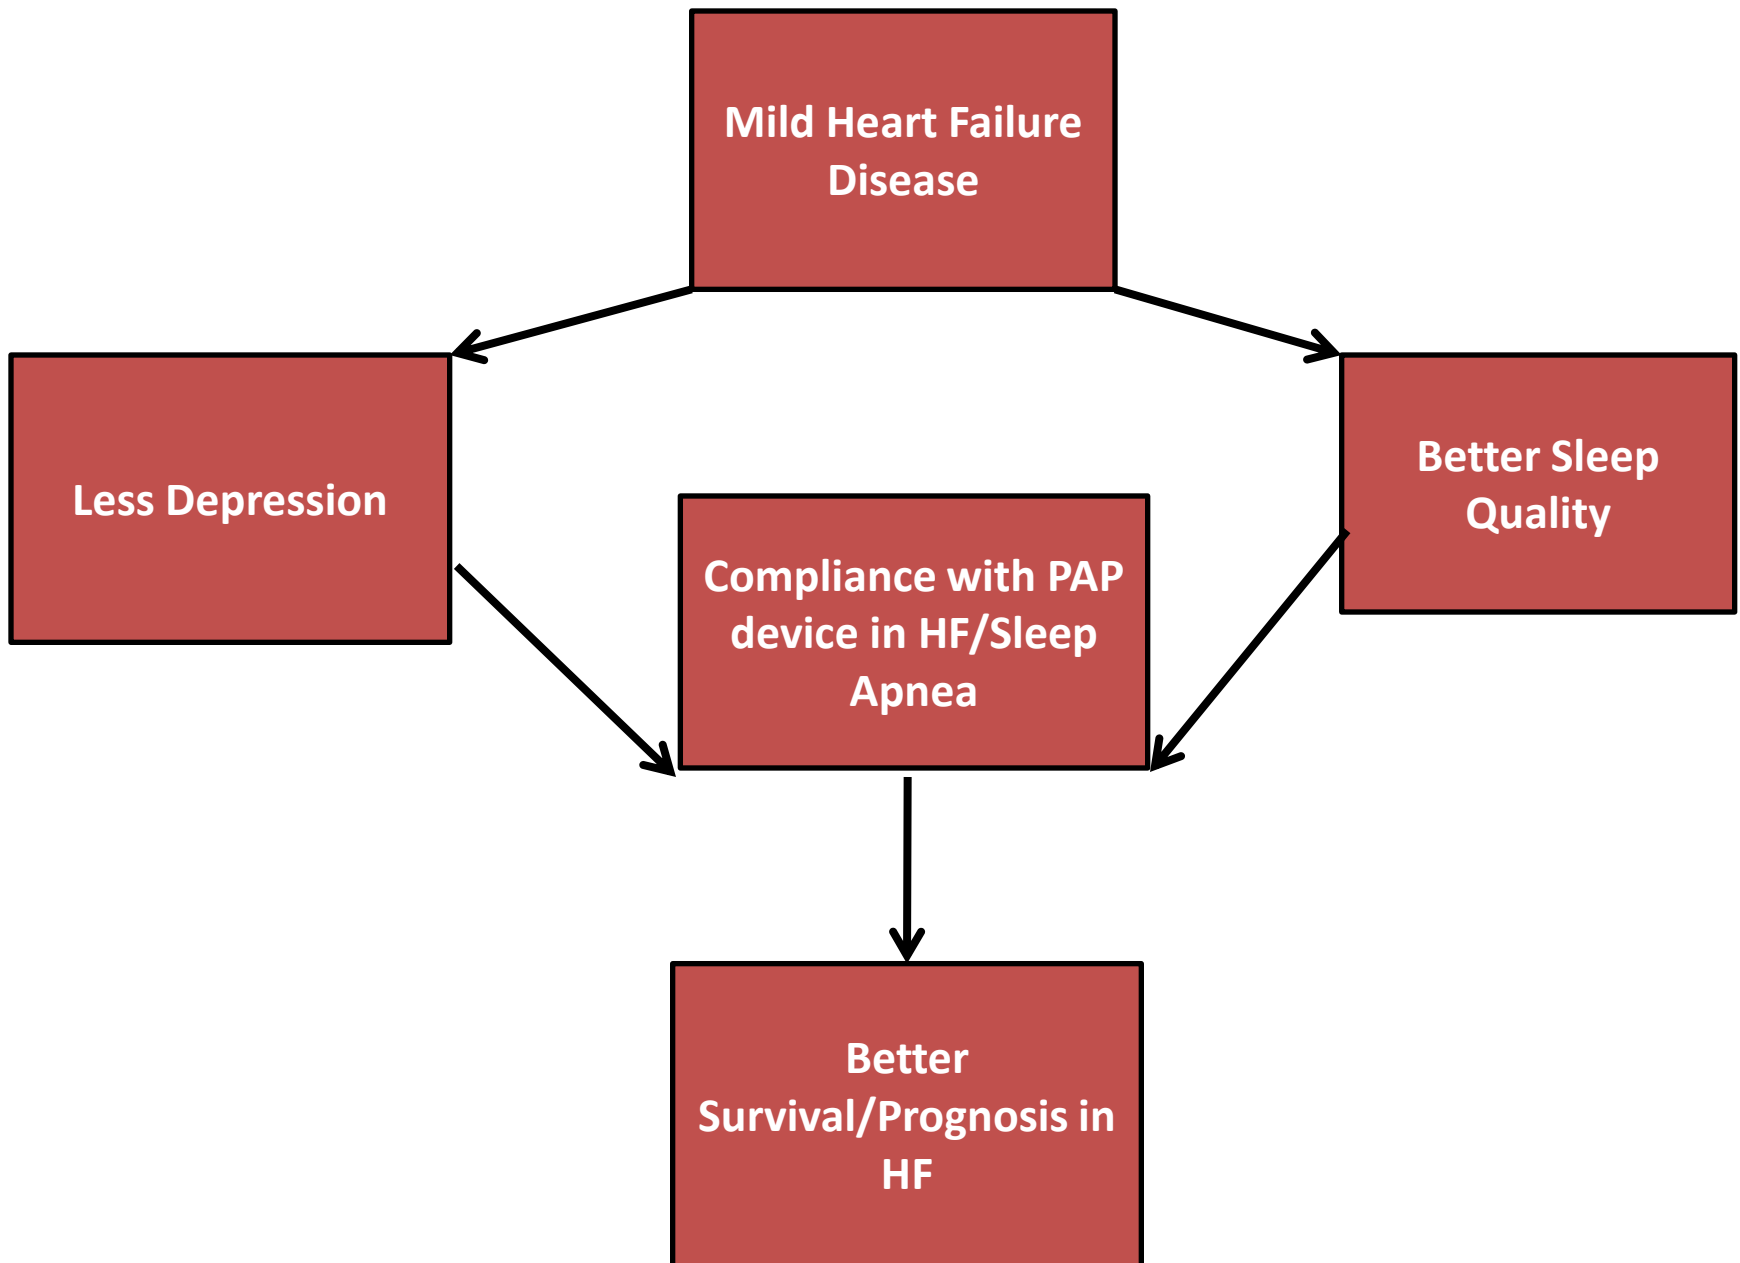 Mild Heart Failure
Disease
Less Depression
Better Sleep
Quality
Compliance with PAP
device in HF/Sleep
Apnea
Better
Survival/Prognosis in
HF